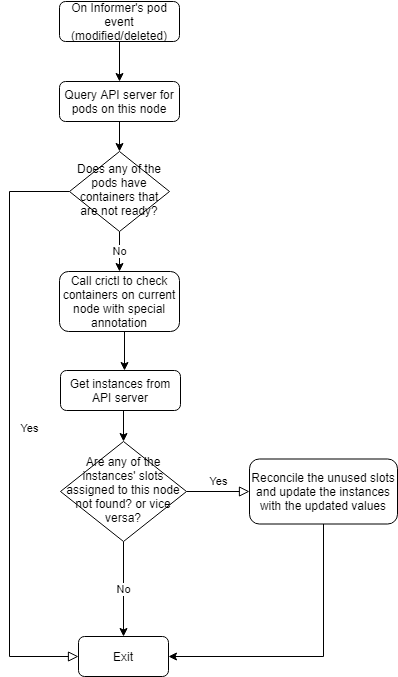 On Informer's pod
event
(modified/deleted)
Query API server for
pods on this node
Does any of the
pods have
containers that
are not ready?
No
Call crictl to check
containers on current
node with special
annotation
Get instances from
API server
Yes
Are any of the
instances' slots
assigned to this node
not found? or vice
versa?
Yes
Reconcile the unused slots
and update the instances
with the updated values
No
Exit